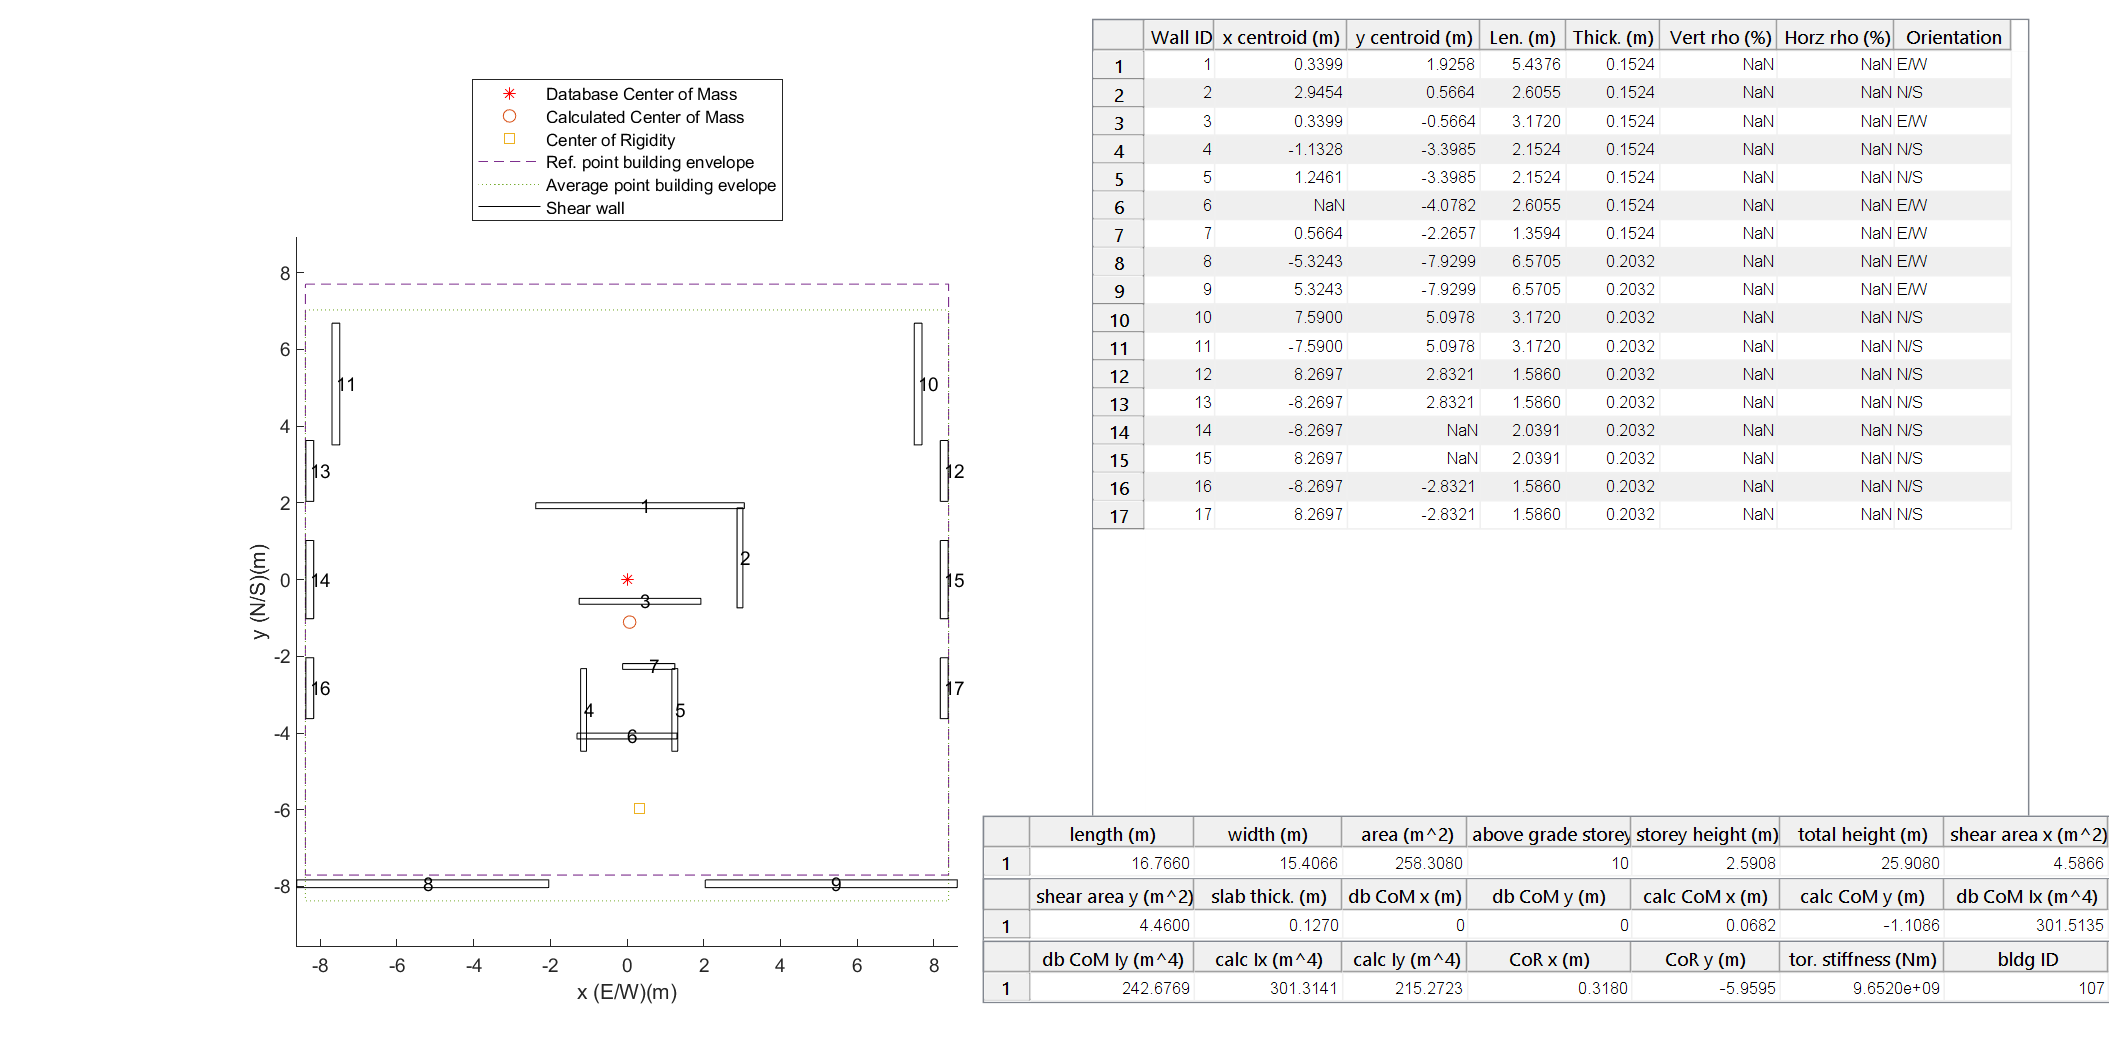 Database Center of Mass
Calculated Center of Mass
Center of Rigidity
Ref. point building envelope
Average point building evelope
Shear wall
8
6
4
2
0
-2
-4
-6
-8
y (N/S)(m)
-8 -6 -4 -2 0 2 4 6 8
x (E/W)(m)
11
10
13
12
1
2
14
15
3
7
16
17
4
5
6
8
9
Wall ID x centroid (m) y centroid (m) Len. (m) Thick. (m) Vert rho (%) Horz rho (%) Orientation
1 1 0.3399 1.9258 5.4376 0.1524 NaN NaN E/W
2 2 2.9454 0.5664 2.6055 0.1524 NaN NaN N/S
3 3 0.3399 -0.5664 3.1720 0.1524 NaN NaN E/W
4 4 -1.1328 -3.3985 2.1524 0.1524 NaN NaN N/S
5 5 1.2461 -3.3985 2.1524 0.1524 NaN NaN N/S
6 6 NaN -4.0782 2.6055 0.1524 NaN NaN E/W
7 7 0.5664 -2.2657 1.3594 0.1524 NaN NaN E/W
8 8 -5.3243 -7.9299 6.5705 0.2032 NaN NaN E/W
9 9 5.3243 -7.9299 6.5705 0.2032 NaN NaN E/W
10 10 7.5900 5.0978 3.1720 0.2032 NaN NaN N/S
11 11 -7.5900 5.0978 3.1720 0.2032 NaN NaN N/S
12 12 8.2697 2.8321 1.5860 0.2032 NaN NaN N/S
13 13 -8.2697 2.8321 1.5860 0.2032 NaN NaN N/S
14 14 -8.2697 NaN 2.0391 0.2032 NaN NaN N/S
15 15 8.2697 NaN 2.0391 0.2032 NaN NaN N/S
16 16 -8.2697 -2.8321 1.5860 0.2032 NaN NaN N/S
17 17 8.2697 -2.8321 1.5860 0.2032 NaN NaN N/S
length (m) width (m) area (m^2) above grade storey storey height (m) total height (m) shear area x (m^2)
1 16.7660 15.4066 258.3080 10 2.5908 25.9080 4.5866
shear area y (m^2) slab thick. (m) db CoM x (m) db CoM y (m) calc CoM x (m) calc CoM y (m) db CoM Ix (m^4)
1 4.4600 0.1270 0 0 0.0682 -1.1086 301.5135
db CoM Iy (m^4) calc Ix (m^4) calc Iy (m^4) CoR x (m) CoR y (m) tor. stiffness (Nm) bldg ID
1 242.6769 301.3141 215.2723 0.3180 -5.9595 9.6520e+09 107